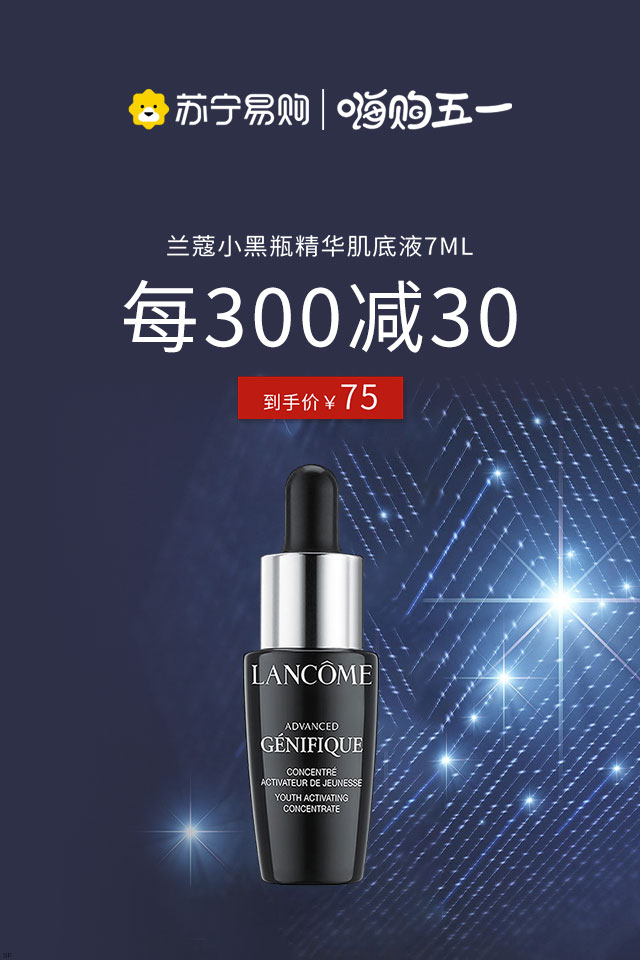 苏宁易购 | 嗨购五一
兰蔻小黑瓶精华肌底液7ML
每300减30
到手价￥75
LANCÔME
ADVANCED
GÉNIFIQUE
CONCENTRÉ
ACTIVATEUR DE JEUNESSE
YOUTH ACTIVATING
CONCENTRATE